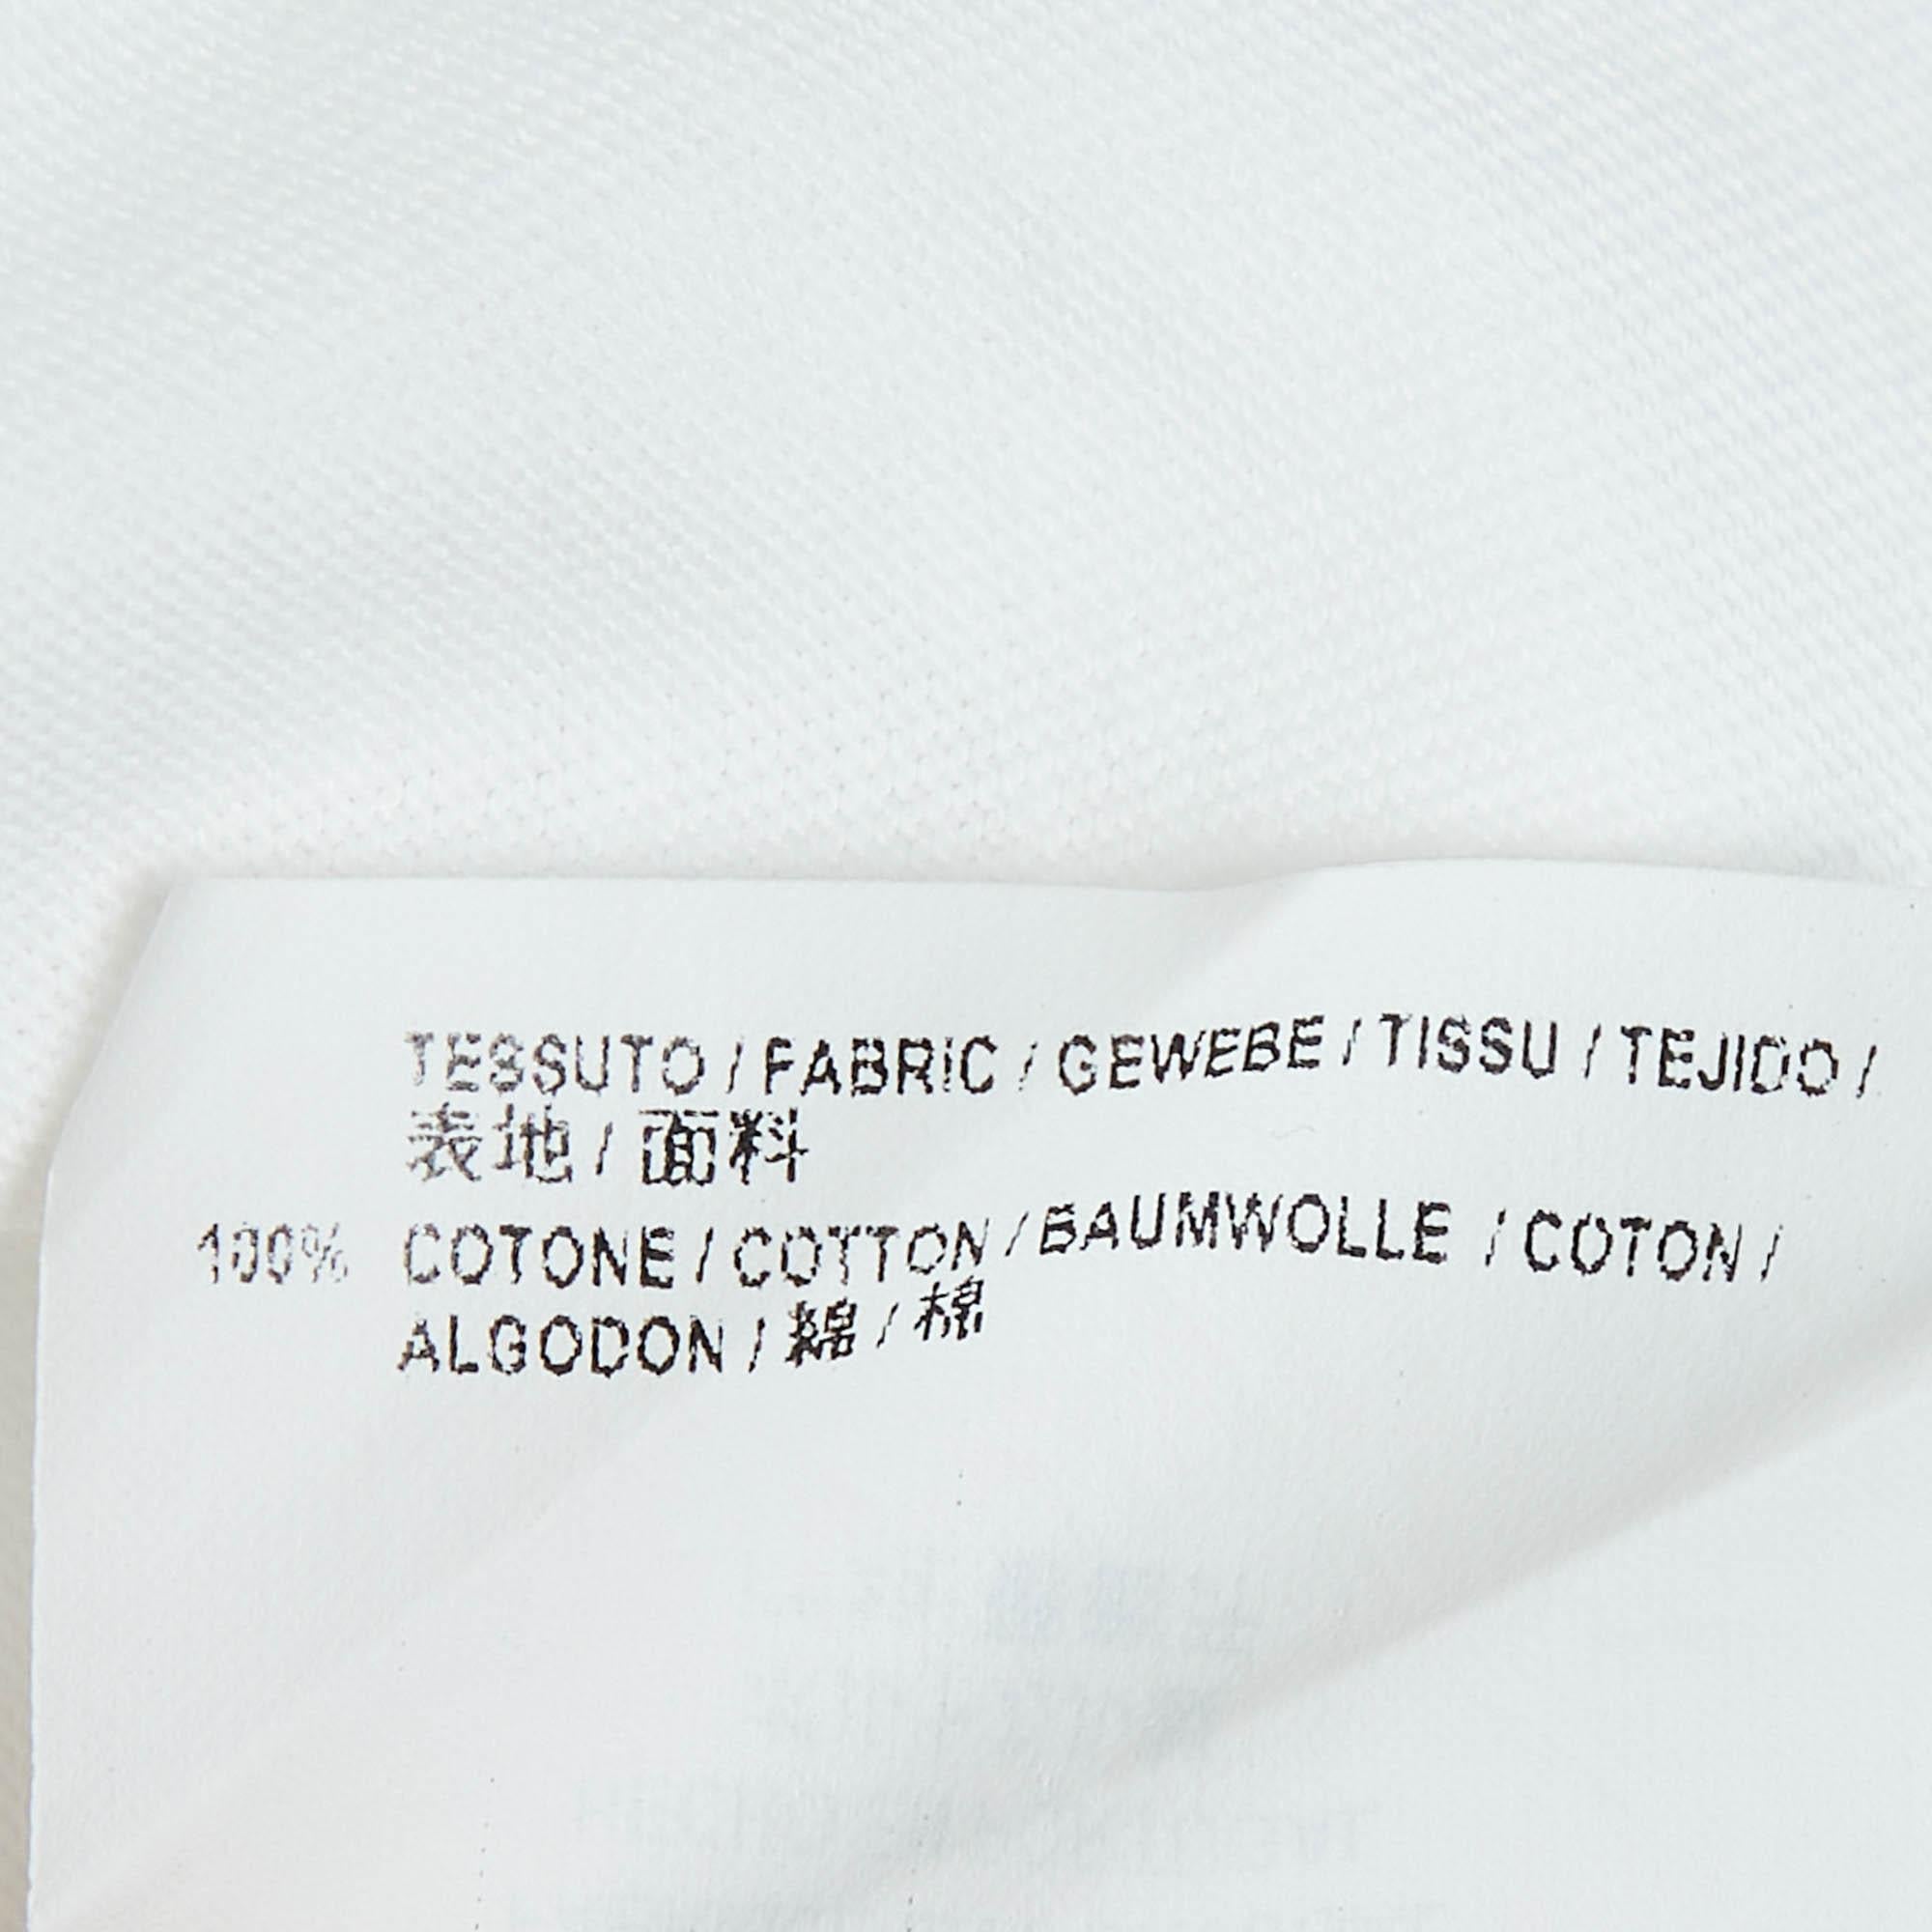 TESSUTO / FABRIC / GEWEBE / TISSU / TEJIDO /
表地 / 面料
100% COTONE / COTTON / BAUMWOLLE / COTON /
ALGODON / 綿 / 棉